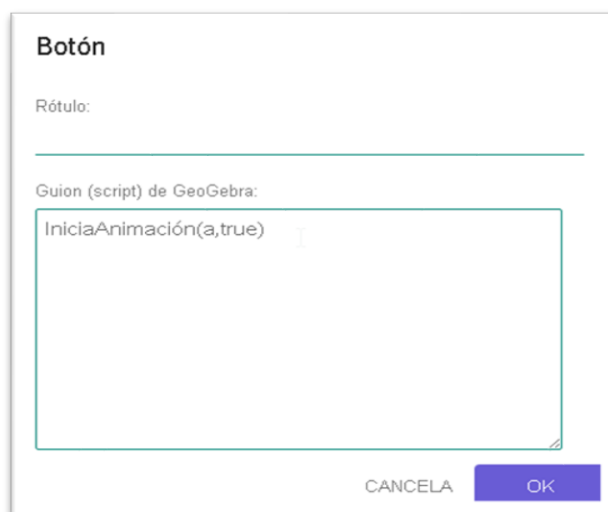 Botón
Rótulo:
Guion (script) de GeoGebra:
IniciaAnimación(a,true)
CANCELA OK